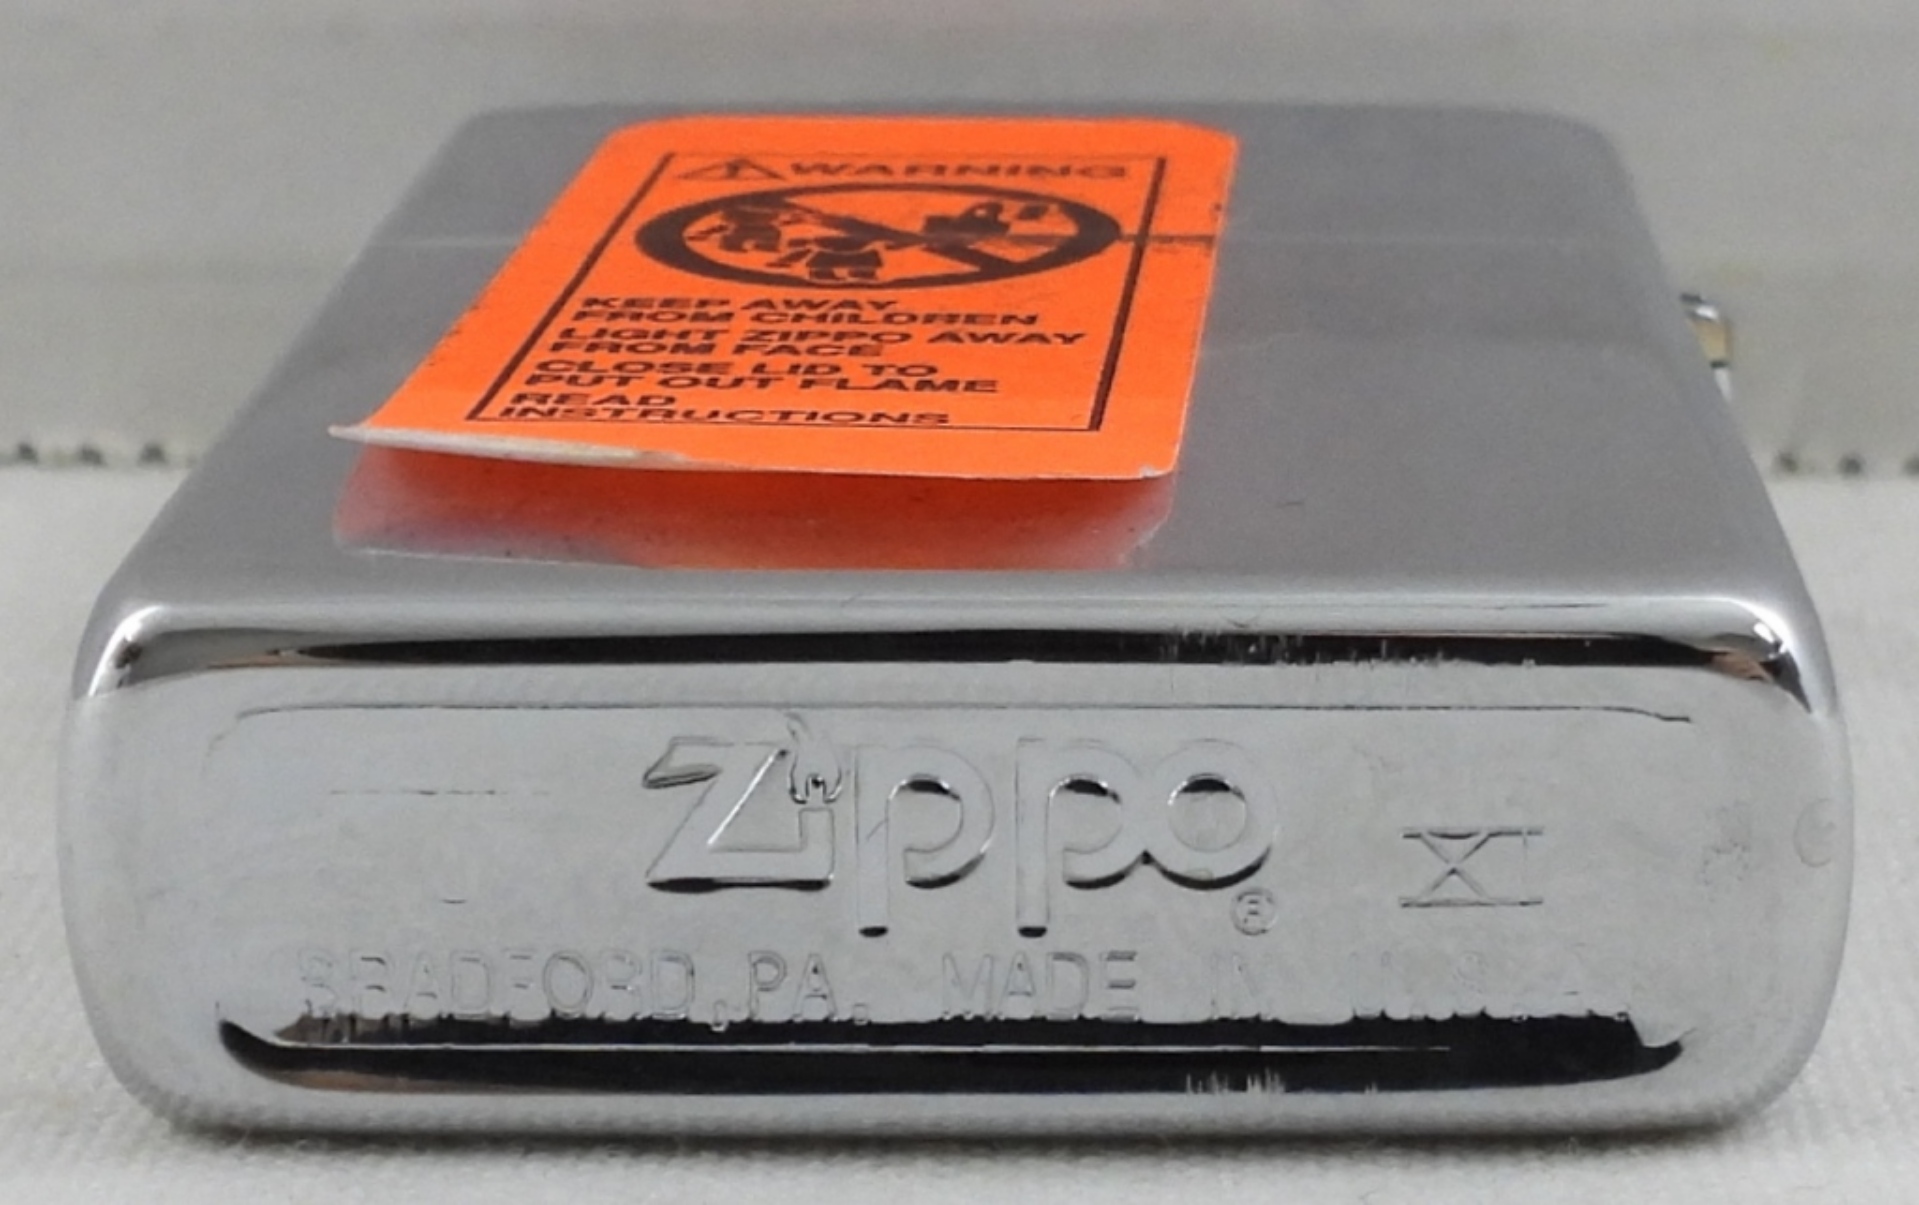 WARNING
KEEP AWAY
FROM CHILDREN
LIGHT ZIPPO AWAY
FROM FACE
CLOSE LID TO
PUT OUT FLAME
READ
INSTRUCTIONS
Zippo® XI
BRADFORD,PA. MADE IN U.S.A.